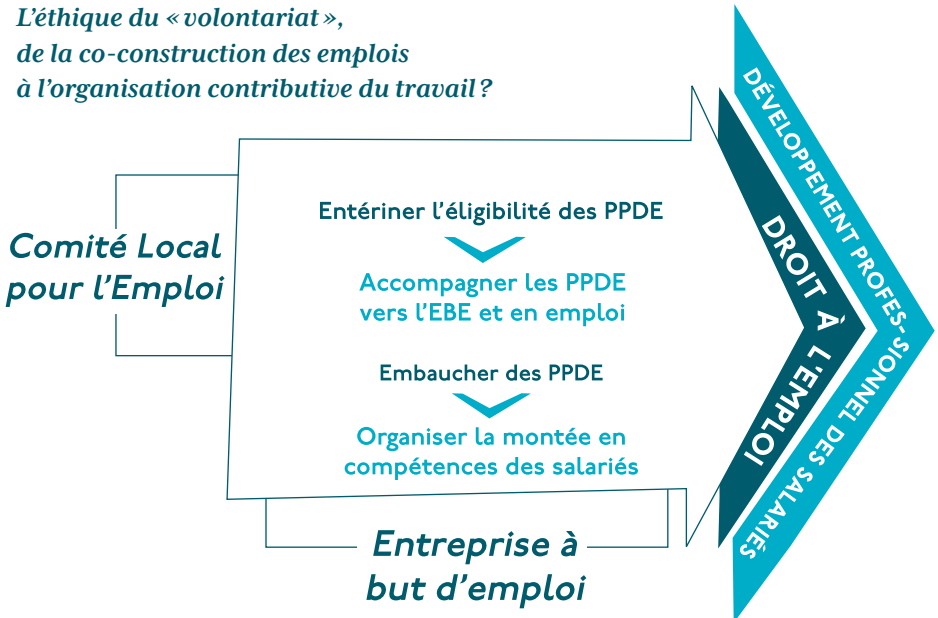 L’éthique du « volontariat »,
de la co-construction des emplois
à l’organisation contributive du travail ?
Comité Local
pour l’Emploi
Entériner l’éligibilité des PPDE
Accompagner les PPDE
vers l’EBE et en emploi
Embaucher des PPDE
Organiser la montée en
compétences des salariés
Entreprise à
but d’emploi
DROIT À L’EMPLOI
DÉVELOPPEMENT PROFES-
SIONNEL DES SALARIÉS